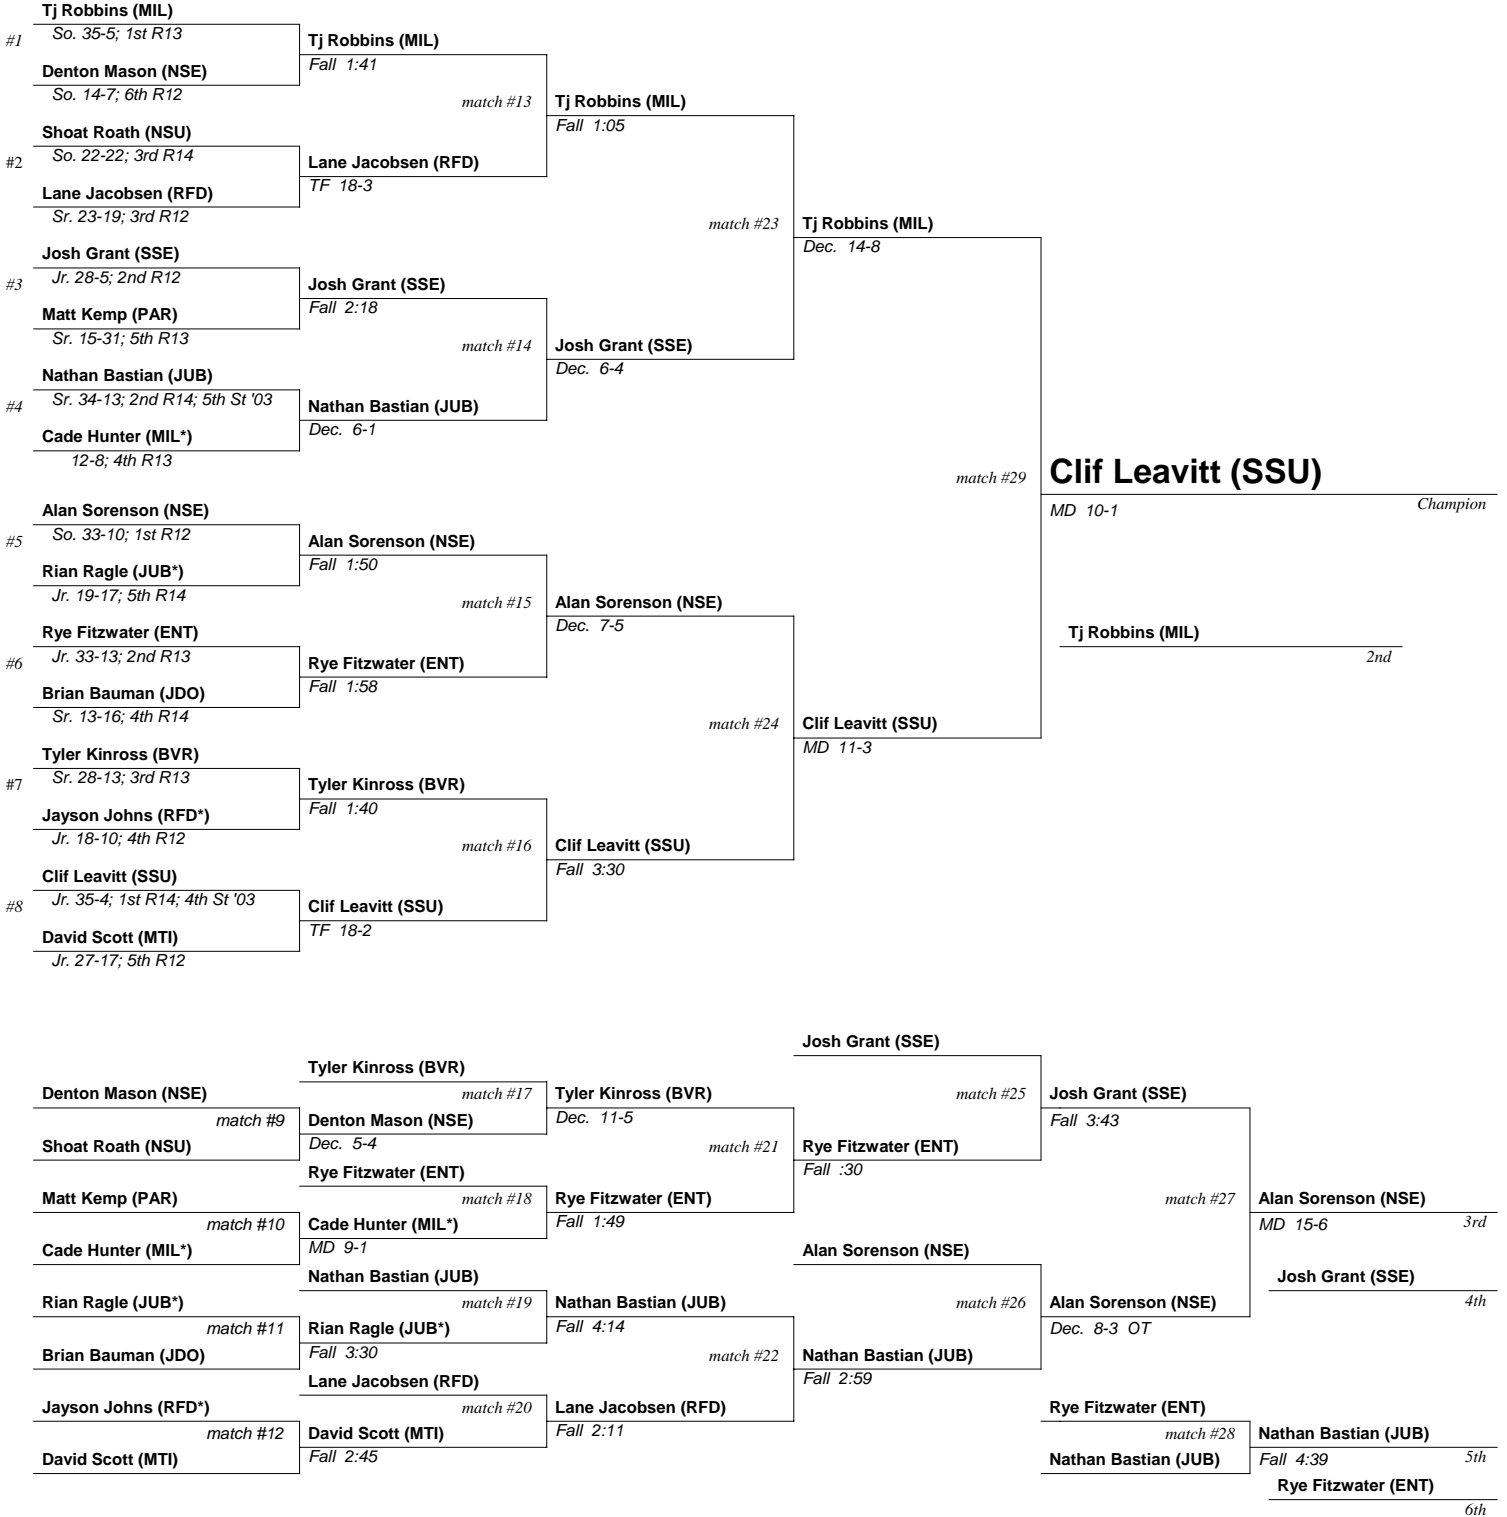 Tj Robbins (MIL)
#1
So. 35-5; 1st R13
Denton Mason (NSE)
So. 14-7; 6th R12
Shoat Roath (NSU)
#2
So. 22-22; 3rd R14
Lane Jacobsen (RFD)
Sr. 23-19; 3rd R12
Josh Grant (SSE)
#3
Jr. 28-5; 2nd R12
Matt Kemp (PAR)
Sr. 15-31; 5th R13
Nathan Bastian (JUB)
#4
Sr. 34-13; 2nd R14; 5th St '03
Cade Hunter (MIL*)
12-8; 4th R13
Alan Sorenson (NSE)
#5
So. 33-10; 1st R12
Rian Ragle (JUB*)
Jr. 19-17; 5th R14
Rye Fitzwater (ENT)
#6
Jr. 33-13; 2nd R13
Brian Bauman (JDO)
Sr. 13-16; 4th R14
Tyler Kinross (BVR)
#7
Sr. 28-13; 3rd R13
Jayson Johns (RFD*)
Jr. 18-10; 4th R12
Clif Leavitt (SSU)
#8
Jr. 35-4; 1st R14; 4th St '03
David Scott (MTI)
Jr. 27-17; 5th R12
Tj Robbins (MIL)
Fall 1:41
match #13
Lane Jacobsen (RFD)
TF 18-3
Josh Grant (SSE)
Fall 2:18
match #14
Nathan Bastian (JUB)
Dec. 6-1
Alan Sorenson (NSE)
Fall 1:50
match #15
Rye Fitzwater (ENT)
Fall 1:58
Tyler Kinross (BVR)
Fall 1:40
match #16
Clif Leavitt (SSU)
TF 18-2
Tj Robbins (MIL)
Fall 1:05
match #23
Josh Grant (SSE)
Dec. 6-4
Alan Sorenson (NSE)
Dec. 7-5
match #24
Clif Leavitt (SSU)
Fall 3:30
Tj Robbins (MIL)
Dec. 14-8
match #29
Clif Leavitt (SSU)
MD 11-3
Clif Leavitt (SSU)
MD 10-1
Champion
Tj Robbins (MIL)
2nd
Denton Mason (NSE)
match #9
Shoat Roath (NSU)
Matt Kemp (PAR)
match #10
Cade Hunter (MIL*)
Rian Ragle (JUB*)
match #11
Brian Bauman (JDO)
Jayson Johns (RFD*)
match #12
David Scott (MTI)
Tyler Kinross (BVR)
match #17
Denton Mason (NSE)
Dec. 5-4
Rye Fitzwater (ENT)
match #18
Cade Hunter (MIL*)
MD 9-1
Nathan Bastian (JUB)
match #19
Rian Ragle (JUB*)
Fall 3:30
Lane Jacobsen (RFD)
match #20
David Scott (MTI)
Fall 2:45
Tyler Kinross (BVR)
Dec. 11-5
match #21
Rye Fitzwater (ENT)
Fall 1:49
Nathan Bastian (JUB)
Fall 4:14
match #22
Lane Jacobsen (RFD)
Fall 2:11
Josh Grant (SSE)
match #25
Rye Fitzwater (ENT)
Fall :30
Alan Sorenson (NSE)
match #26
Nathan Bastian (JUB)
Fall 2:59
Josh Grant (SSE)
Fall 3:43
match #27
Alan Sorenson (NSE)
Dec. 8-3 OT
Rye Fitzwater (ENT)
match #28
Nathan Bastian (JUB)
Alan Sorenson (NSE)
MD 15-6
3rd
Josh Grant (SSE)
4th
Nathan Bastian (JUB)
Fall 4:39
5th
Rye Fitzwater (ENT)
6th